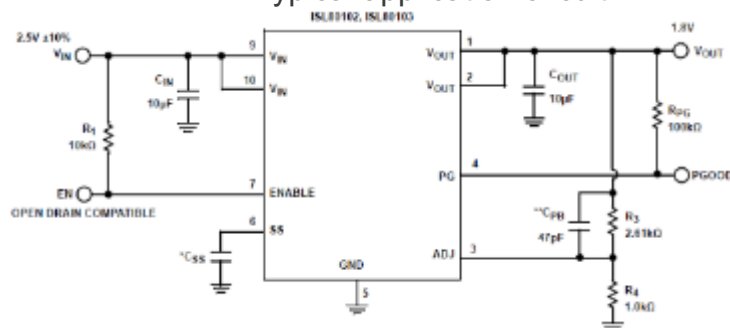 ISL80102, ISL80103
2.5V ±10%
VIN
CIN
10µF
R1
10kΩ
EN
OPEN DRAIN COMPATIBLE
*CSS
9
VIN
10
VIN
7
ENABLE
6
SS
GND
5
1
VOUT
VOUT
2
4
PG
ADJ
3
COUT
10µF
1.8V
VOUT
RPG
100kΩ
PGOOD
**CPB
47pF
R3
2.61kΩ
R4
1.0kΩ